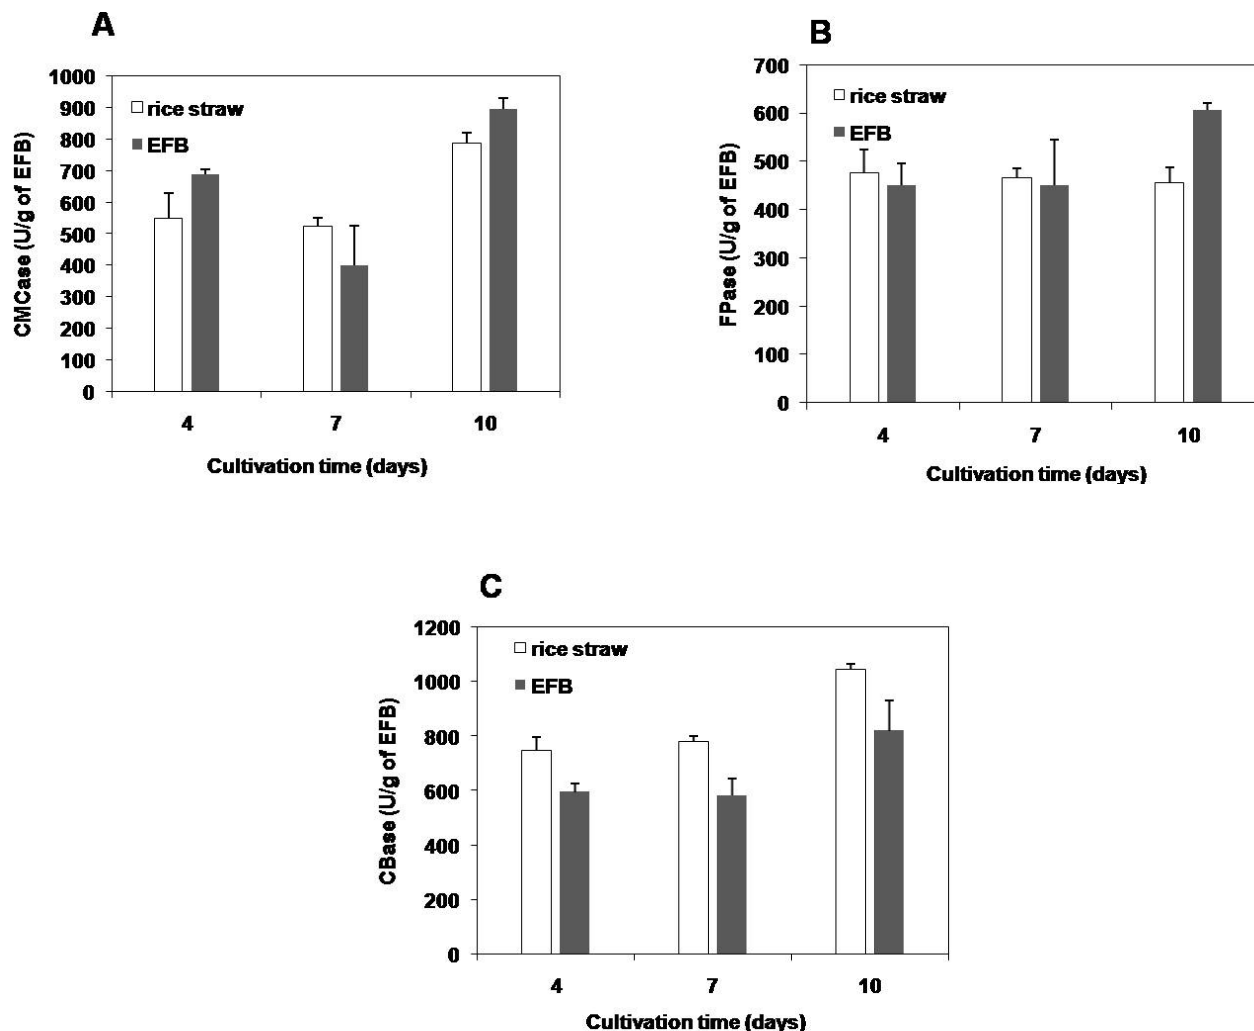 A
CMCase (U/g of EFB)
1000
900
800
700
600
500
400
300
200
100
0
rice straw
EFB
4 7 10
Cultivation time (days)
B
FPase (U/g of EFB)
700
600
500
400
300
200
100
0
rice straw
EFB
4 7 10
Cultivation time (days)
C
CBase (U/g of EFB)
1200
1000
800
600
400
200
0
rice straw
EFB
4 7 10
Cultivation time (days)